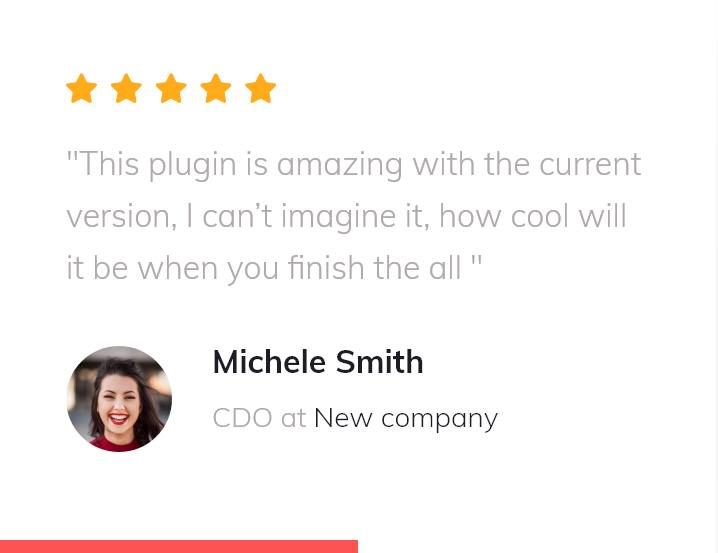 "This plugin is amazing with the current
version, I can’t imagine it, how cool will
it be when you finish the all "
Michele Smith
CDO at New company